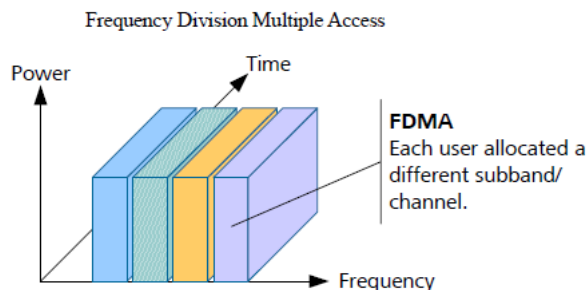 Frequency Division Multiple Access
Power
Time
FDMA
Each user allocated a
different subband/
channel.
Frequency